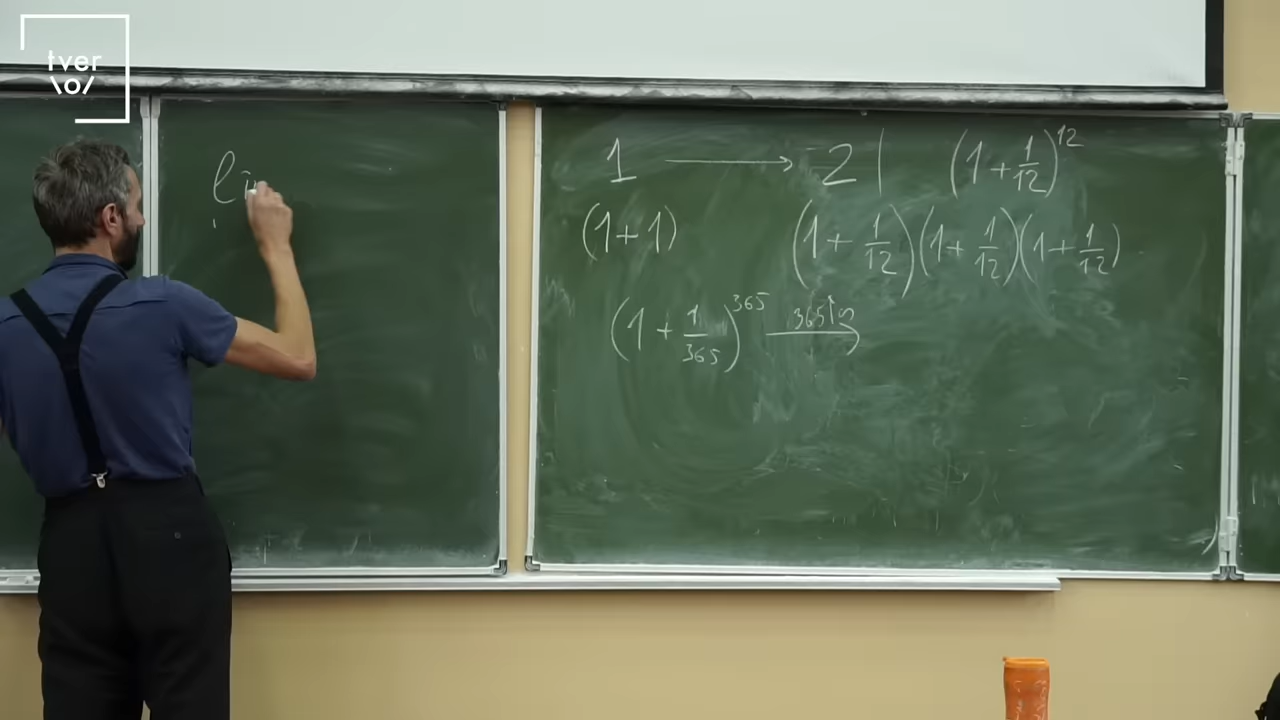 tver
\o/
li
1 → 2 | (1 + 1/12)^12
(1+1) (1 + 1/12)(1 + 1/12)(1 + 1/12)
(1 + 1/365)^365